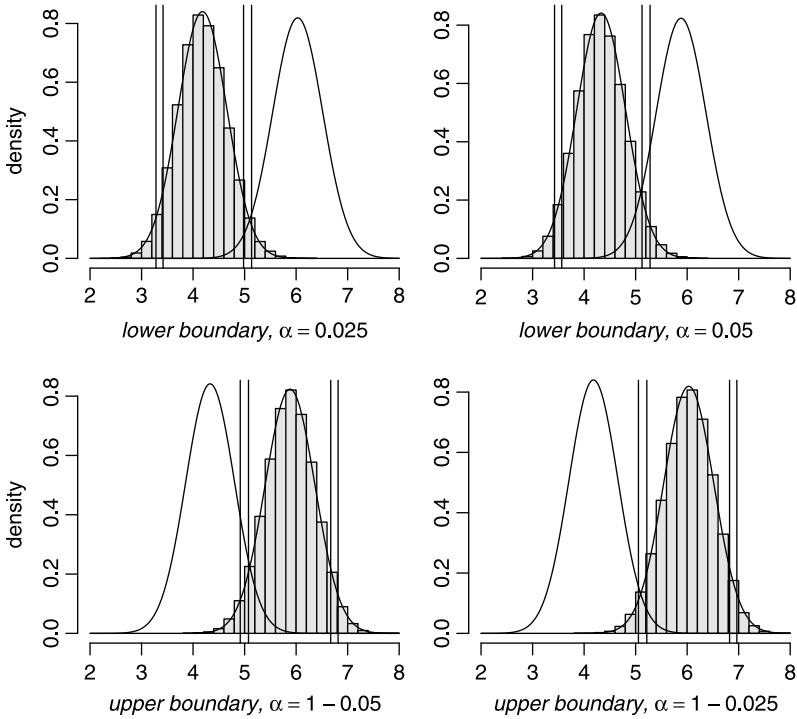 density
0.0 0.2 0.4 0.6 0.8
2 3 4 5 6 7 8
lower boundary, α = 0.025
0.0 0.2 0.4 0.6 0.8
2 3 4 5 6 7 8
lower boundary, α = 0.05
density
0.0 0.2 0.4 0.6 0.8
2 3 4 5 6 7 8
upper boundary, α = 1 − 0.05
0.0 0.2 0.4 0.6 0.8
2 3 4 5 6 7 8
upper boundary, α = 1 − 0.025